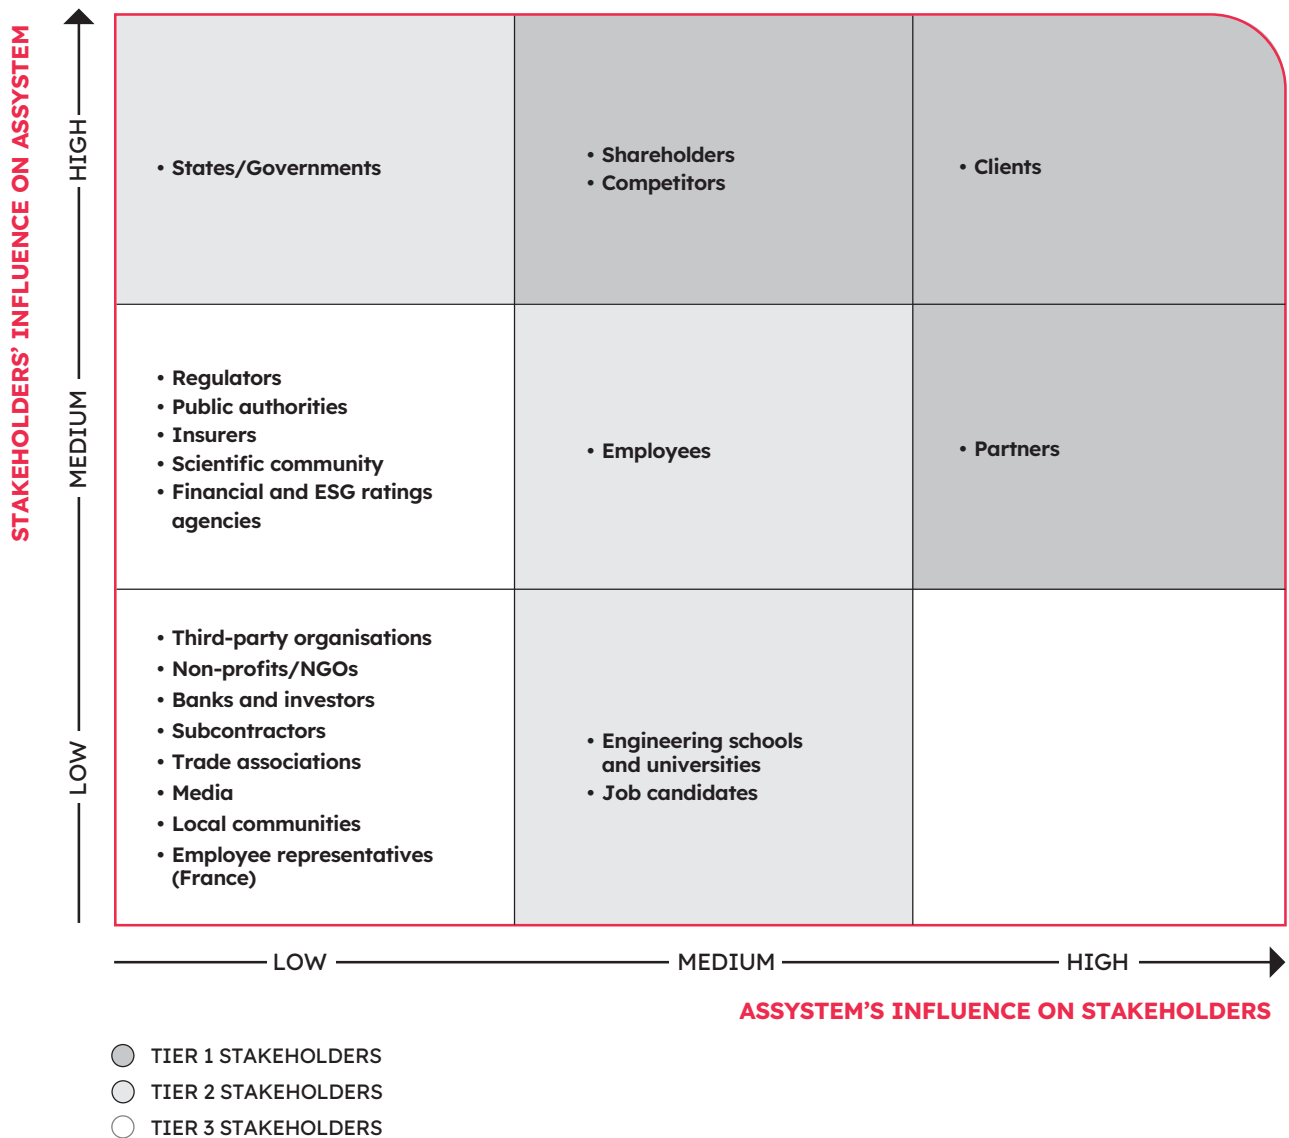 STAKEHOLDERS' INFLUENCE ON ASSYSTEM
HIGH
• States/Governments
• Shareholders
• Competitors
• Clients
MEDIUM
• Regulators
• Public authorities
• Insurers
• Scientific community
• Financial and ESG ratings
agencies
• Employees
• Partners
LOW
• Third-party organisations
• Non-profits/NGOs
• Banks and investors
• Subcontractors
• Trade associations
• Media
• Local communities
• Employee representatives
(France)
• Engineering schools
and universities
• Job candidates
LOW
MEDIUM
HIGH
ASSYSTEM'S INFLUENCE ON STAKEHOLDERS
TIER 1 STAKEHOLDERS
TIER 2 STAKEHOLDERS
TIER 3 STAKEHOLDERS